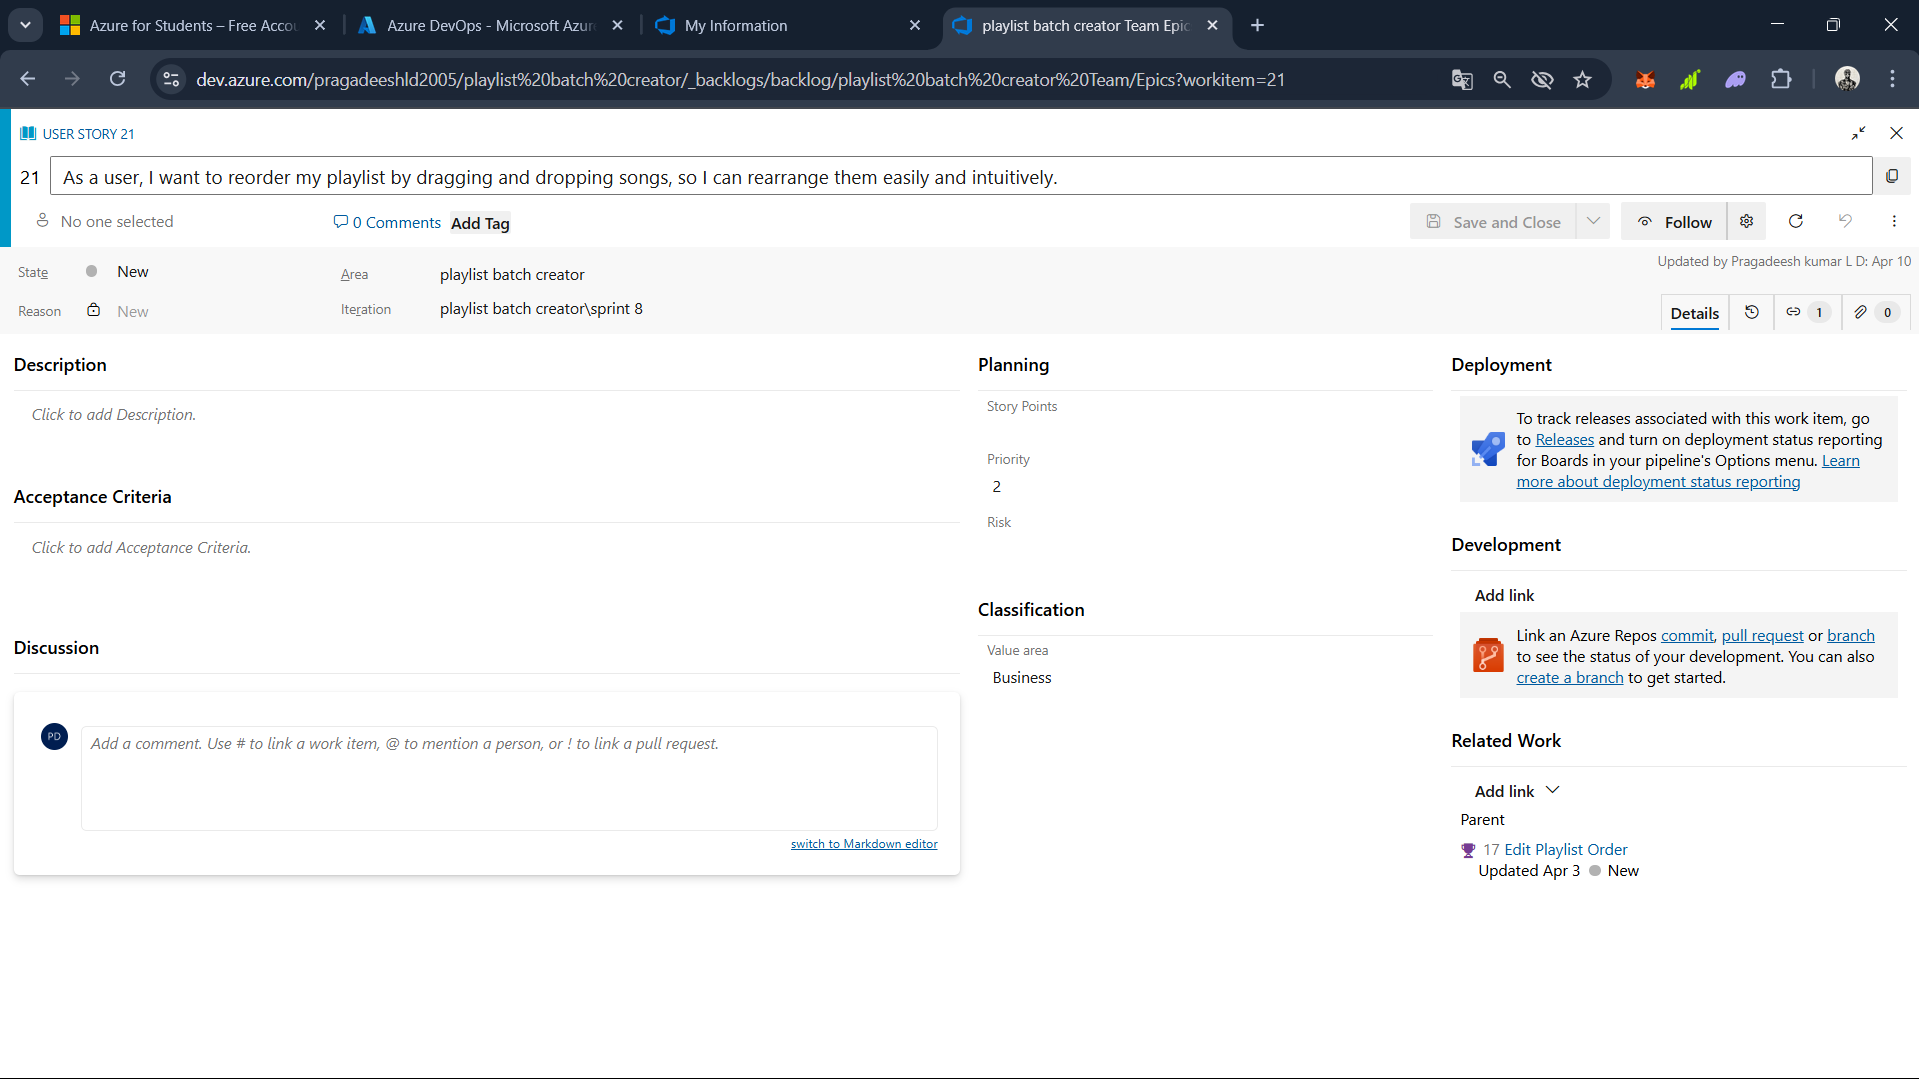 Azure for Students – Free Accou
Azure DevOps - Microsoft Azur
My Information
playlist batch creator Team Epic
dev.azure.com/pragadeeshld2005/playlist%20batch%20creator/_backlogs/backlog/playlist%20batch%20creator%20Team/Epics?workitem=21
USER STORY 21
21 As a user, I want to reorder my playlist by dragging and dropping songs, so I can rearrange them easily and intuitively.
No one selected
0 Comments
Add Tag
Save and Close
Follow
State New
Area playlist batch creator
Updated by Pragadeesh kumar L D: Apr 10
Reason New
Iteration playlist batch creator\sprint 8
Details
1
0
Description
Click to add Description.
Acceptance Criteria
Click to add Acceptance Criteria.
Discussion
PD
Add a comment. Use # to link a work item, @ to mention a person, or ! to link a pull request.
switch to Markdown editor
Planning
Story Points
Priority
2
Risk
Classification
Value area
Business
Deployment
To track releases associated with this work item, go
to Releases and turn on deployment status reporting
for Boards in your pipeline's Options menu. Learn
more about deployment status reporting
Development
Add link
Link an Azure Repos commit, pull request or branch
to see the status of your development. You can also
create a branch to get started.
Related Work
Add link
Parent
17 Edit Playlist Order
Updated Apr 3 New